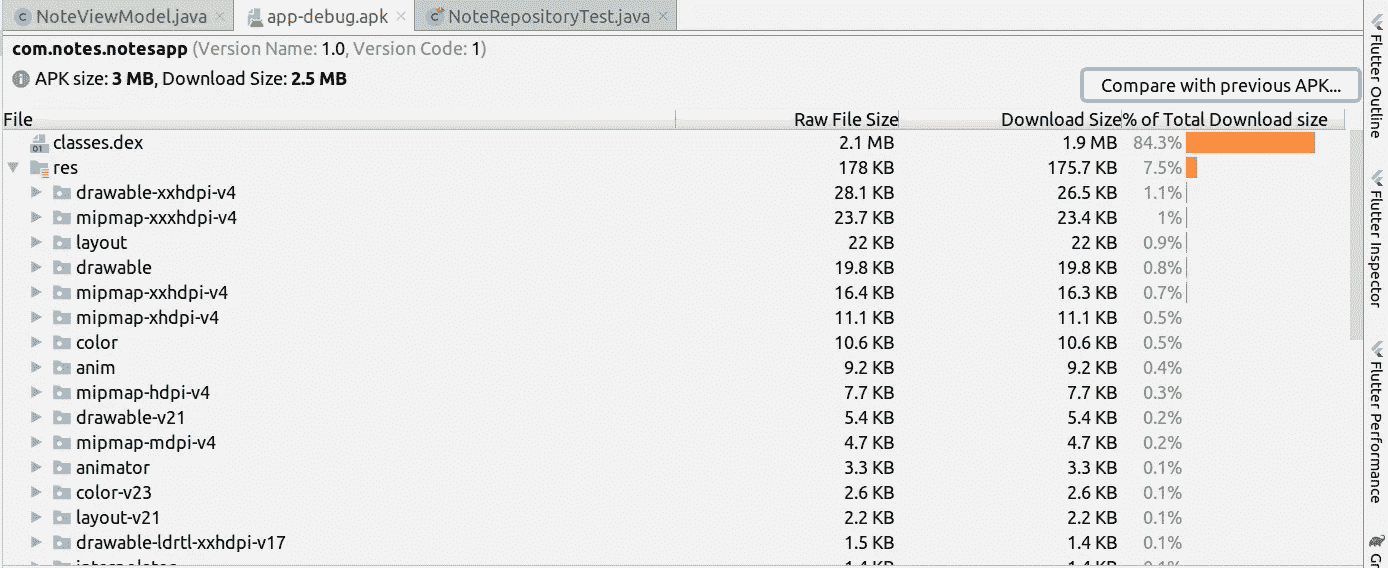 NoteViewModel.java app-debug.apk NoteRepositoryTest.java
com.notes.notesapp (Version Name: 1.0, Version Code: 1)
APK size: 3 MB, Download Size: 2.5 MB
Compare with previous APK...
File Raw File Size Download Size % of Total Download size
classes.dex 2.1 MB 1.9 MB 84.3%
res 178 KB 175.7 KB 7.5%
drawable-xxhdpi-v4 28.1 KB 26.5 KB 1.1%
mipmap-xxxhdpi-v4 23.7 KB 23.4 KB 1%
layout 22 KB 22 KB 0.9%
drawable 19.8 KB 19.8 KB 0.8%
mipmap-xxhdpi-v4 16.4 KB 16.3 KB 0.7%
mipmap-xhdpi-v4 11.1 KB 11.1 KB 0.5%
color 10.6 KB 10.6 KB 0.5%
anim 9.2 KB 9.2 KB 0.4%
mipmap-hdpi-v4 7.7 KB 7.7 KB 0.3%
drawable-v21 5.4 KB 5.4 KB 0.2%
mipmap-mdpi-v4 4.7 KB 4.7 KB 0.2%
animator 3.3 KB 3.3 KB 0.1%
color-v23 2.6 KB 2.6 KB 0.1%
layout-v21 2.2 KB 2.2 KB 0.1%
drawable-ldrtl-xxhdpi-v17 1.5 KB 1.4 KB 0.1%
Flutter Outline
Flutter Inspector
Flutter Performance
Gr